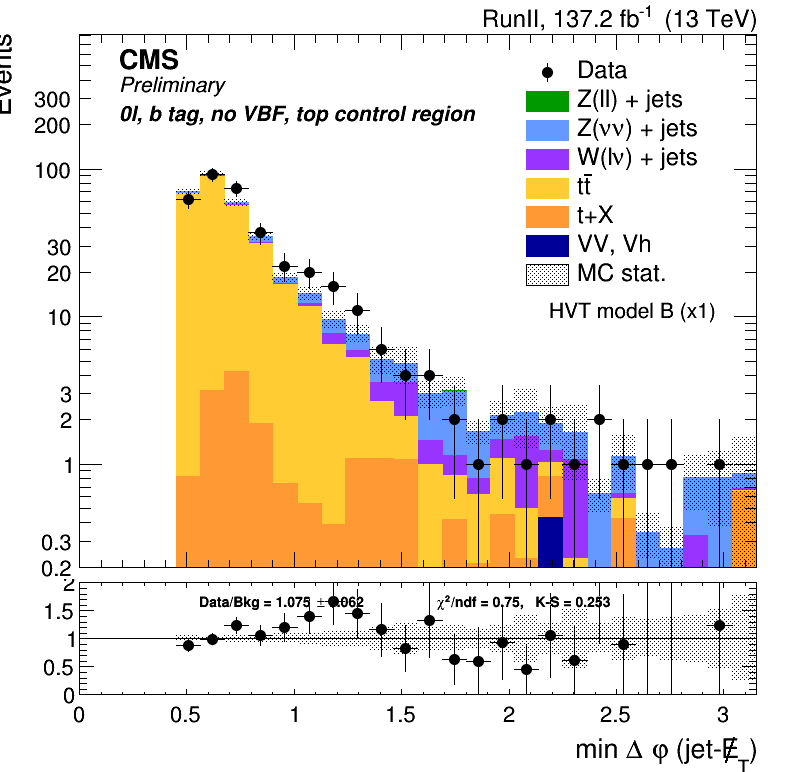 RunII, 137.2 fb⁻¹ (13 TeV)
Events
CMS
Preliminary
0l, b tag, no VBF, top control region
Data
Z(ll) + jets
Z(νν) + jets
W(lν) + jets
tt̄
t+X
VV, Vh
MC stat.
HVT model B (x1)
300
200
100
30
20
10
3
2
1
0.3
0.2
Data/Bkg = 1.075 ± 0.062
χ²/ndf = 0.75, K-S = 0.253
2
1.5
1
0.5
0
0 0.5 1 1.5 2 2.5 3
min Δ φ (jet-E̸_T)